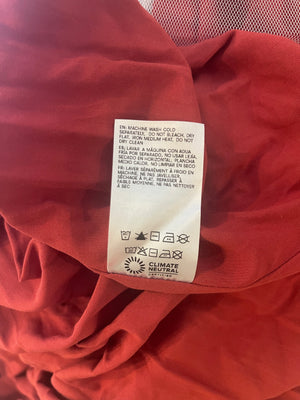 EN: MACHINE WASH COLD
SEPARATELY, DO NOT BLEACH, DRY
FLAT, IRON MEDIUM HEAT, DO NOT
DRY CLEAN
ES: LAVAR A MÁQUINA CON AGUA
FRÍA POR SEPARADO, NO USAR LEJÍA,
SECADO EN HORIZONTAL, PLANCHA
MEDIO CALOR, NO LIMPIAR EN SECO
FR: LAVER SÉPARÉMENT À FROID EN
MACHINE, NE PAS JAVELLISER,
SÉCHAGE À PLAT, REPASSER À
FAIBLE MOYENNE, NE PAS NETTOYER
À SEC
CLIMATE
NEUTRAL
CERTIFIED